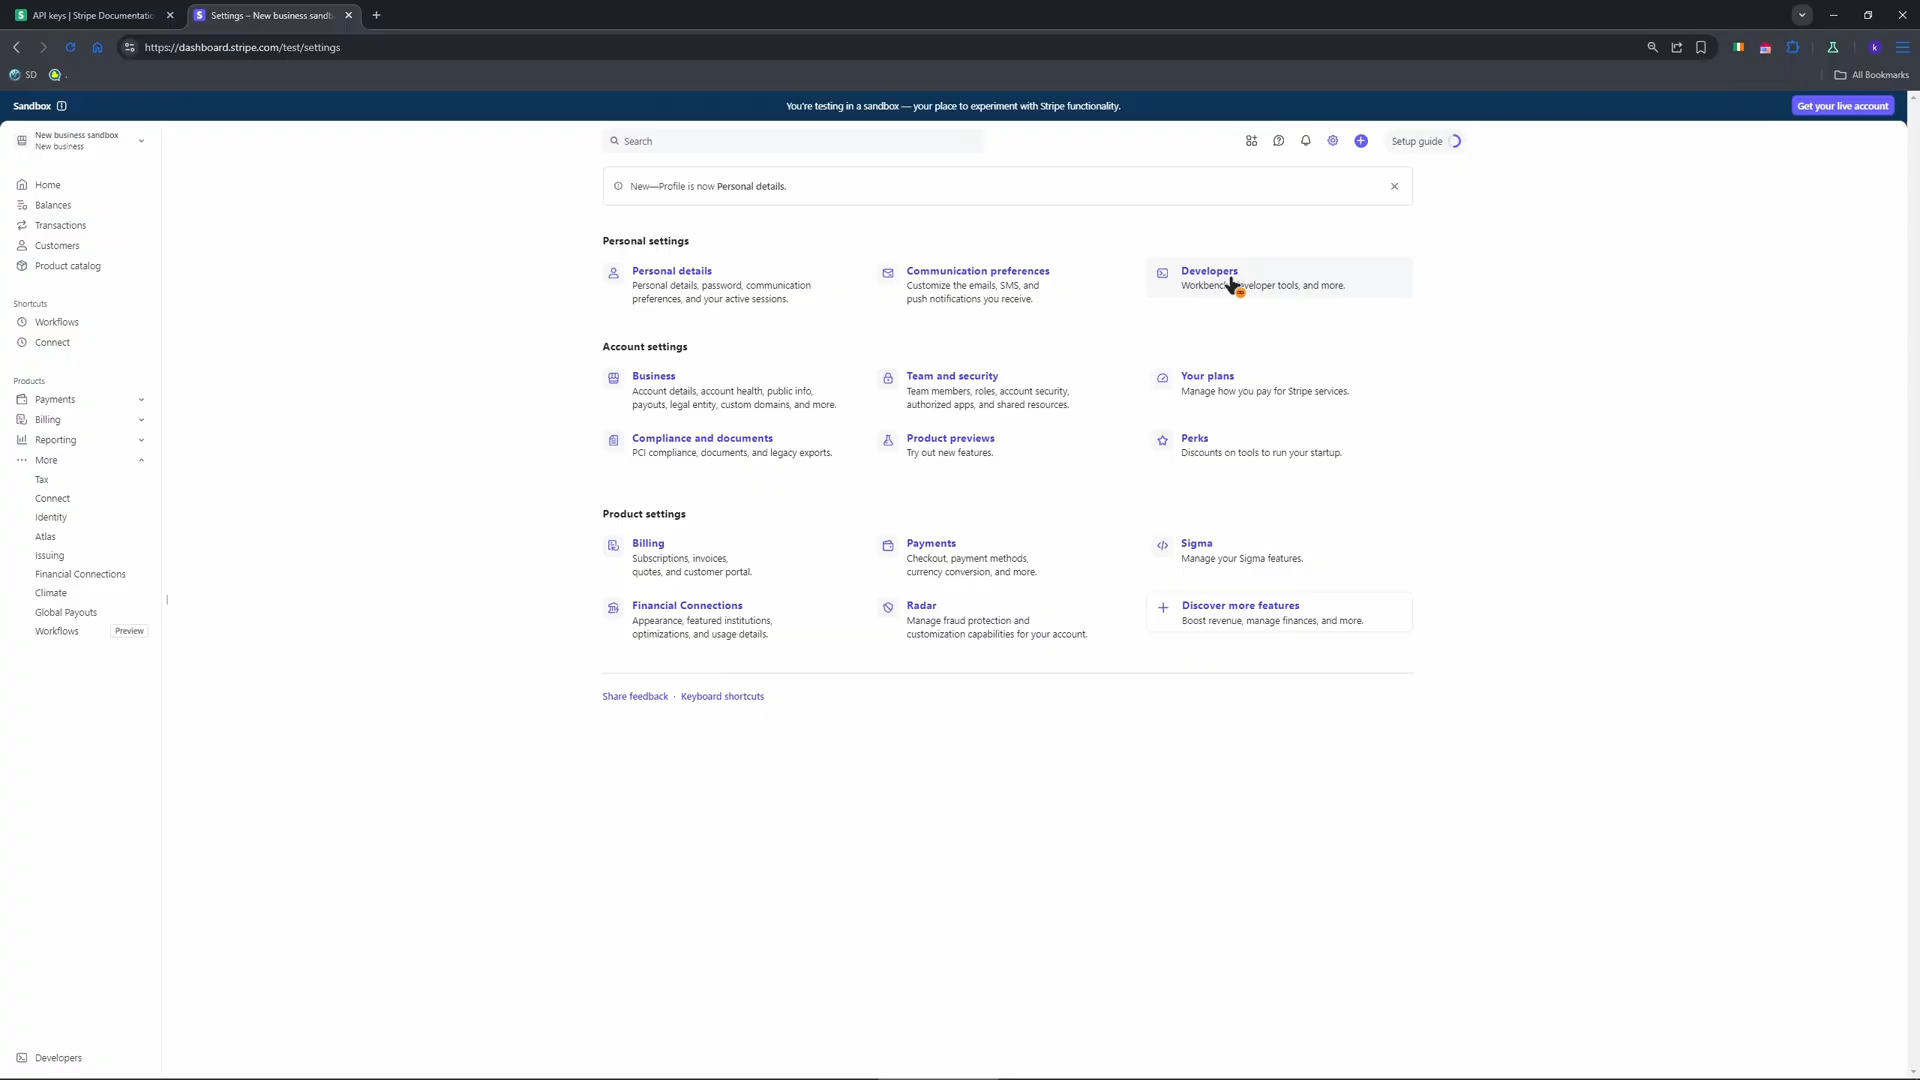 API keys | Stripe Documentatio
Settings – New business sandb
https://dashboard.stripe.com/test/settings
k
SD
.
All Bookmarks
Sandbox
You're testing in a sandbox — your place to experiment with Stripe functionality.
Get your live account
New business sandbox
New business
Search
Setup guide
New—Profile is now Personal details.
Home
Balances
Transactions
Customers
Product catalog
Shortcuts
Workflows
Connect
Products
Payments
Billing
Reporting
More
Tax
Connect
Identity
Atlas
Issuing
Financial Connections
Climate
Global Payouts
Workflows
Preview
Developers
Personal settings
Personal details
Personal details, password, communication
preferences, and your active sessions.
Communication preferences
Customize the emails, SMS, and
push notifications you receive.
Developers
Workbench, developer tools, and more.
Account settings
Business
Account details, account health, public info,
payouts, legal entity, custom domains, and more.
Team and security
Team members, roles, account security,
authorized apps, and shared resources.
Your plans
Manage how you pay for Stripe services.
Compliance and documents
PCI compliance, documents, and legacy exports.
Product previews
Try out new features.
Perks
Discounts on tools to run your startup.
Product settings
Billing
Subscriptions, invoices,
quotes, and customer portal.
Payments
Checkout, payment methods,
currency conversion, and more.
Sigma
Manage your Sigma features.
Financial Connections
Appearance, featured institutions,
optimizations, and usage details.
Radar
Manage fraud protection and
customization capabilities for your account.
Discover more features
Boost revenue, manage finances, and more.
Share feedback · Keyboard shortcuts